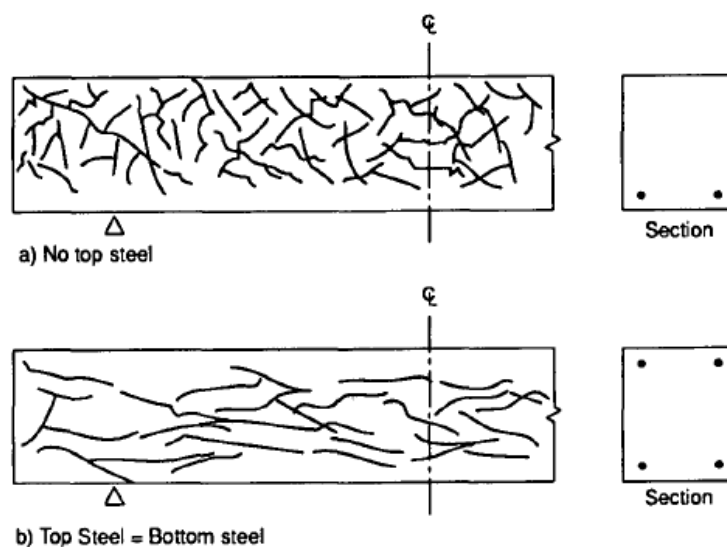 ℄
Section
a) No top steel
℄
Section
b) Top Steel = Bottom steel